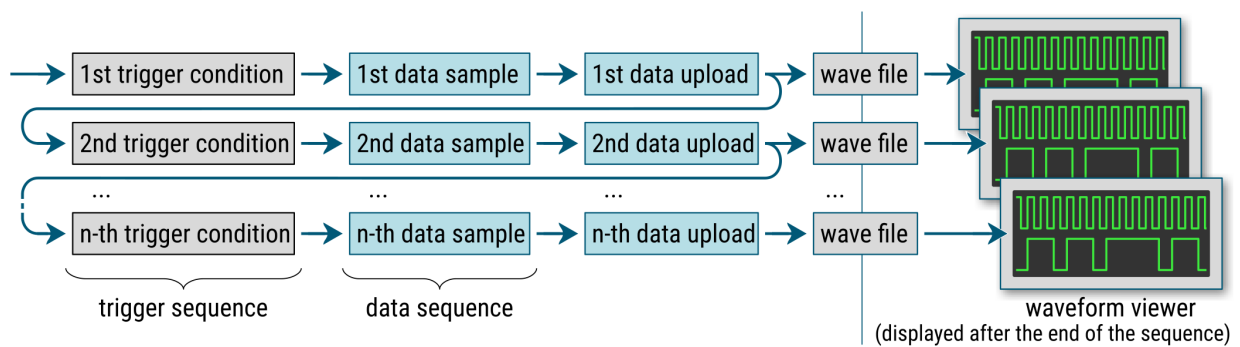 1st trigger condition 1st data sample 1st data upload wave file
2nd trigger condition 2nd data sample 2nd data upload wave file
... ... ... ...
n-th trigger condition n-th data sample n-th data upload wave file
trigger sequence data sequence waveform viewer
(displayed after the end of the sequence)